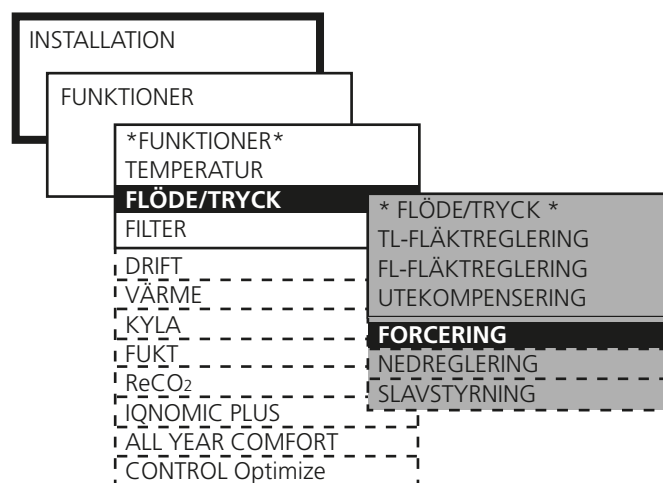 INSTALLATION
FUNKTIONER
*FUNKTIONER*
TEMPERATUR
FLÖDE/TRYCK
FILTER
DRIFT
VÄRME
KYLA
FUKT
ReCO2
IQNOMIC PLUS
ALL YEAR COMFORT
CONTROL Optimize
* FLÖDE/TRYCK *
TL-FLÄKTREGLERING
FL-FLÄKTREGLERING
UTEKOMPENSERING
FORCERING
NEDREGLERING
SLAVSTYRNING